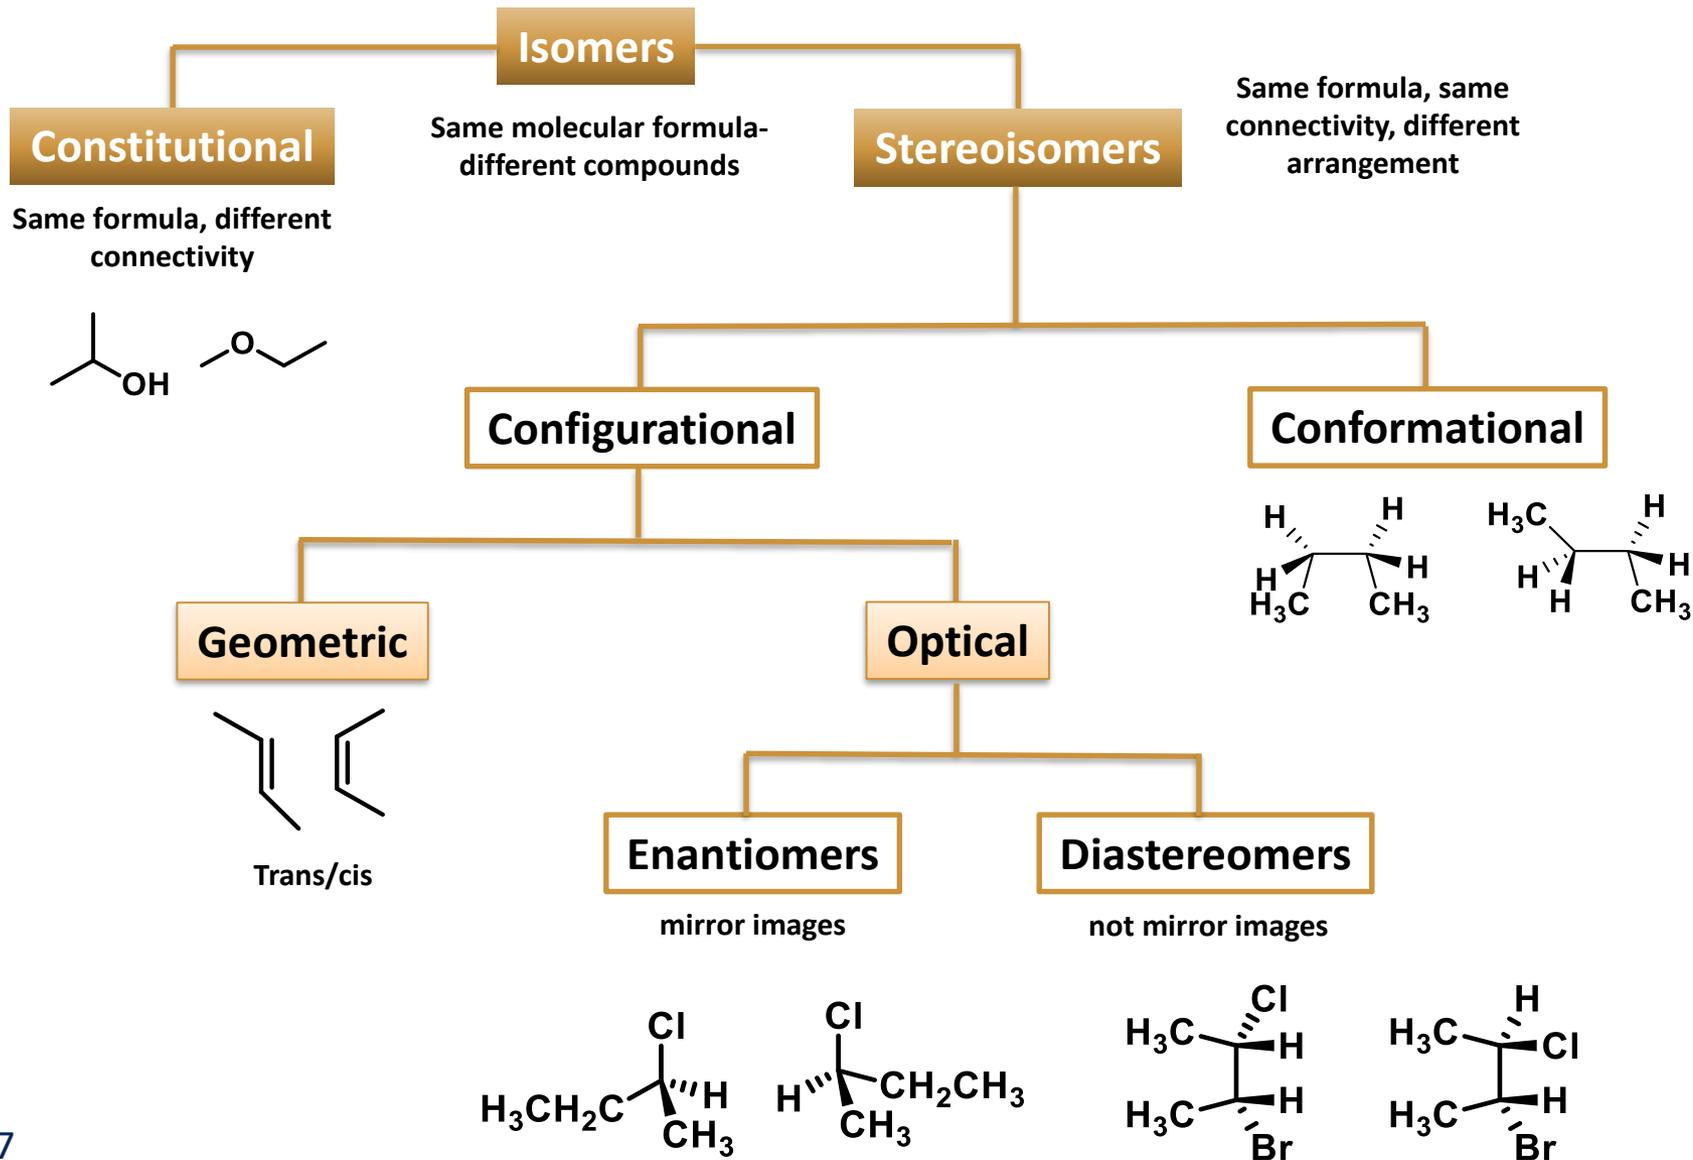 Isomers
Constitutional
Same molecular formula-
different compounds
Stereoisomers
Same formula, same
connectivity, different
arrangement
Same formula, different
connectivity
OH
O
Configurational
Conformational
H
H
H
H
H₃C
CH₃
H₃C
H
H
H
H
CH₃
Geometric
Optical
Trans/cis
Enantiomers
Diastereomers
mirror images
not mirror images
Cl
H₃CH₂C
H
CH₃
Cl
H
CH₂CH₃
CH₃
Cl
H₃C
H
H₃C
H
Br
H
H₃C
Cl
H₃C
H
Br
7